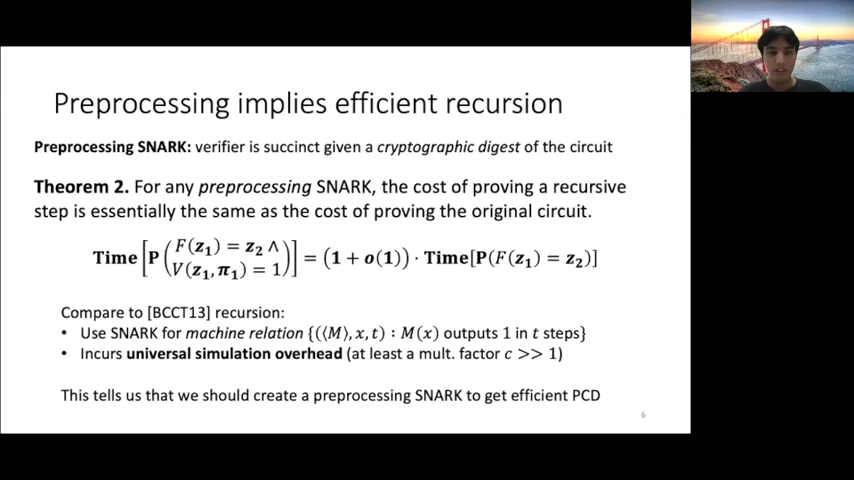 Preprocessing implies efficient recursion
Preprocessing SNARK: verifier is succinct given a cryptographic digest of the circuit
Theorem 2. For any preprocessing SNARK, the cost of proving a recursive
step is essentially the same as the cost of proving the original circuit.
Time[P(F(z₁) = z₂ ∧ V(z₁, π₁) = 1)] = (1 + o(1)) · Time[P(F(z₁) = z₂)]
Compare to [BCCT13] recursion:
• Use SNARK for machine relation {(⟨M⟩, x, t) : M(x) outputs 1 in t steps}
• Incurs universal simulation overhead (at least a mult. factor c >> 1)
This tells us that we should create a preprocessing SNARK to get efficient PCD
6